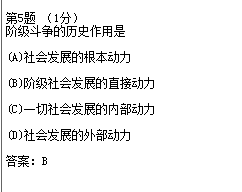 第5题 （1分）
阶级斗争的历史作用是
(A)社会发展的根本动力
(B)阶级社会发展的直接动力
(C)一切社会发展的内部动力
(D)社会发展的外部动力
答案：B